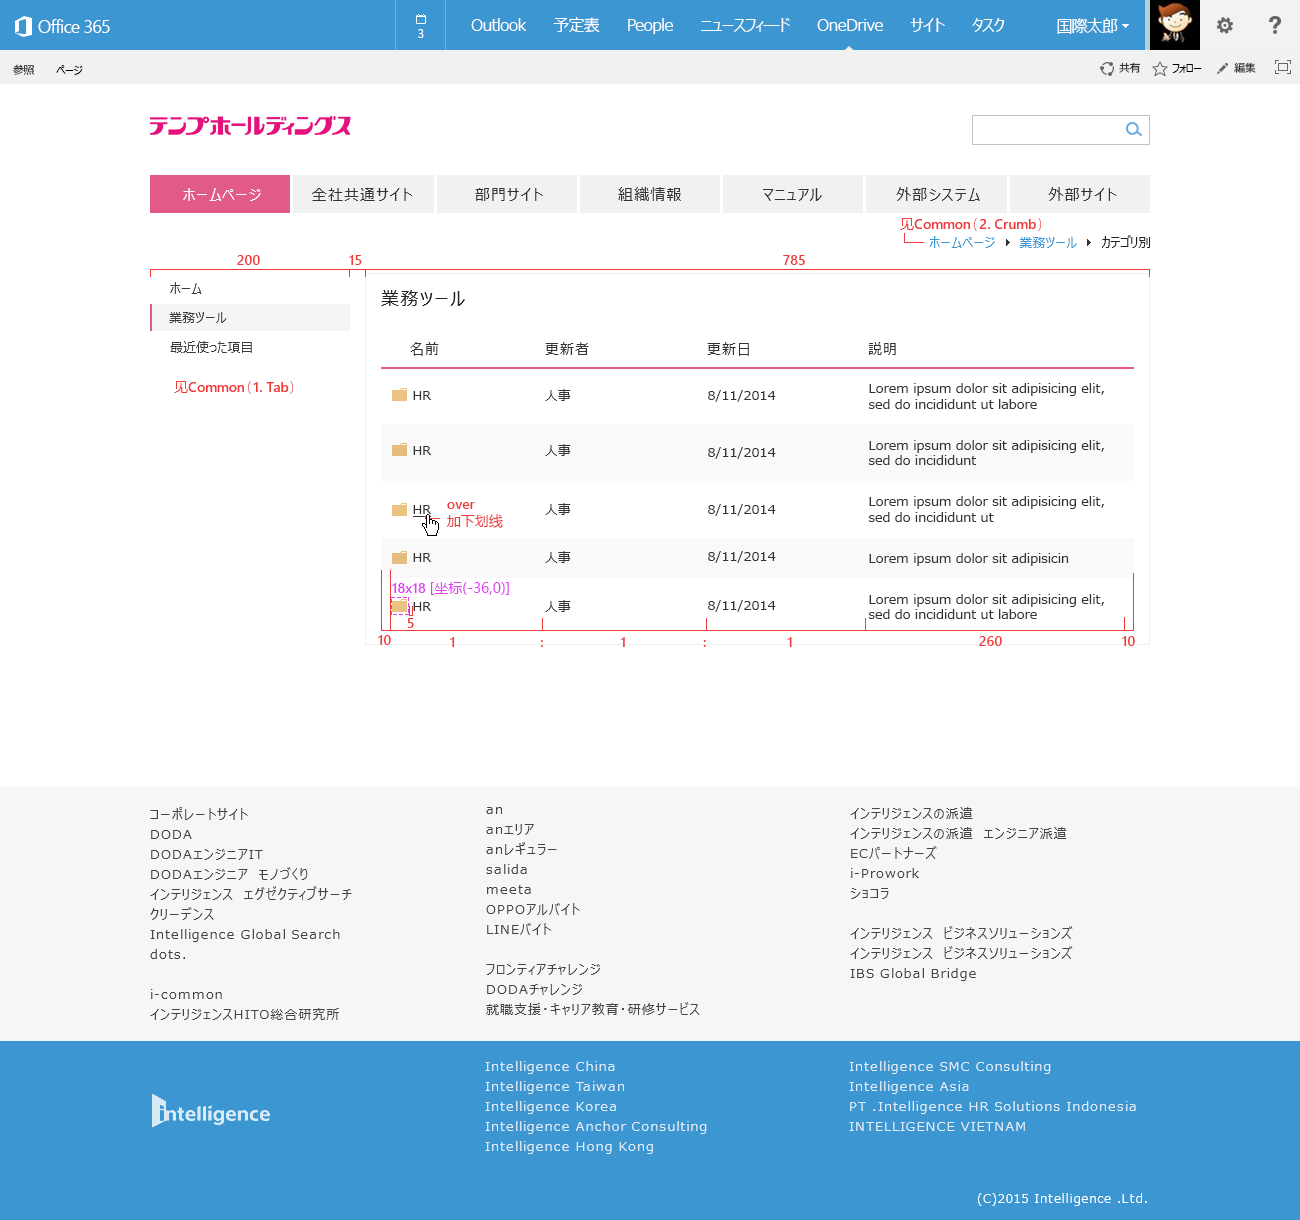 Office 365
3
Outlook 予定表 People ニュースフィード OneDrive サイト タスク 国際太郎 ?
参照 ページ 共有 フォロー 編集
テンプホールディングス
ホームページ 全社共通サイト 部門サイト 組織情報 マニュアル 外部システム 外部サイト
见Common（2. Crumb）
ホームページ 業務ツール カテゴリ別
200 15 785
ホーム
業務ツール
最近使った項目
见Common（1. Tab）
業務ツール
名前 更新者 更新日 説明
HR 人事 8/11/2014 Lorem ipsum dolor sit adipisicing elit,
sed do incididunt ut labore
HR 人事 8/11/2014 Lorem ipsum dolor sit adipisicing elit,
sed do incididunt
HR 人事 8/11/2014 Lorem ipsum dolor sit adipisicing elit,
sed do incididunt ut
over
加下划线
HR 人事 8/11/2014 Lorem ipsum dolor sit adipisicin
18x18 [坐标(-36,0)]
HR 人事 8/11/2014 Lorem ipsum dolor sit adipisicing elit,
sed do incididunt ut labore
5
10 1 : 1 : 1 260 10
コーポレートサイト
DODA
DODAエンジニアIT
DODAエンジニア モノづくり
インテリジェンス エグゼクティブサーチ
クリーデンス
Intelligence Global Search
dots.
i-common
インテリジェンスHITO総合研究所
an
anエリア
anレギュラー
salida
meeta
OPPOアルバイト
LINEバイト
フロンティアチャレンジ
DODAチャレンジ
就職支援・キャリア教育・研修サービス
インテリジェンスの派遣
インテリジェンスの派遣 エンジニア派遣
ECパートナーズ
i-Prowork
ショコラ
インテリジェンス ビジネスソリューションズ
インテリジェンス ビジネスソリューションズ
IBS Global Bridge
intelligence
Intelligence China
Intelligence Taiwan
Intelligence Korea
Intelligence Anchor Consulting
Intelligence Hong Kong
Intelligence SMC Consulting
Intelligence Asia
PT .Intelligence HR Solutions Indonesia
INTELLIGENCE VIETNAM
(C)2015 Intelligence .Ltd.